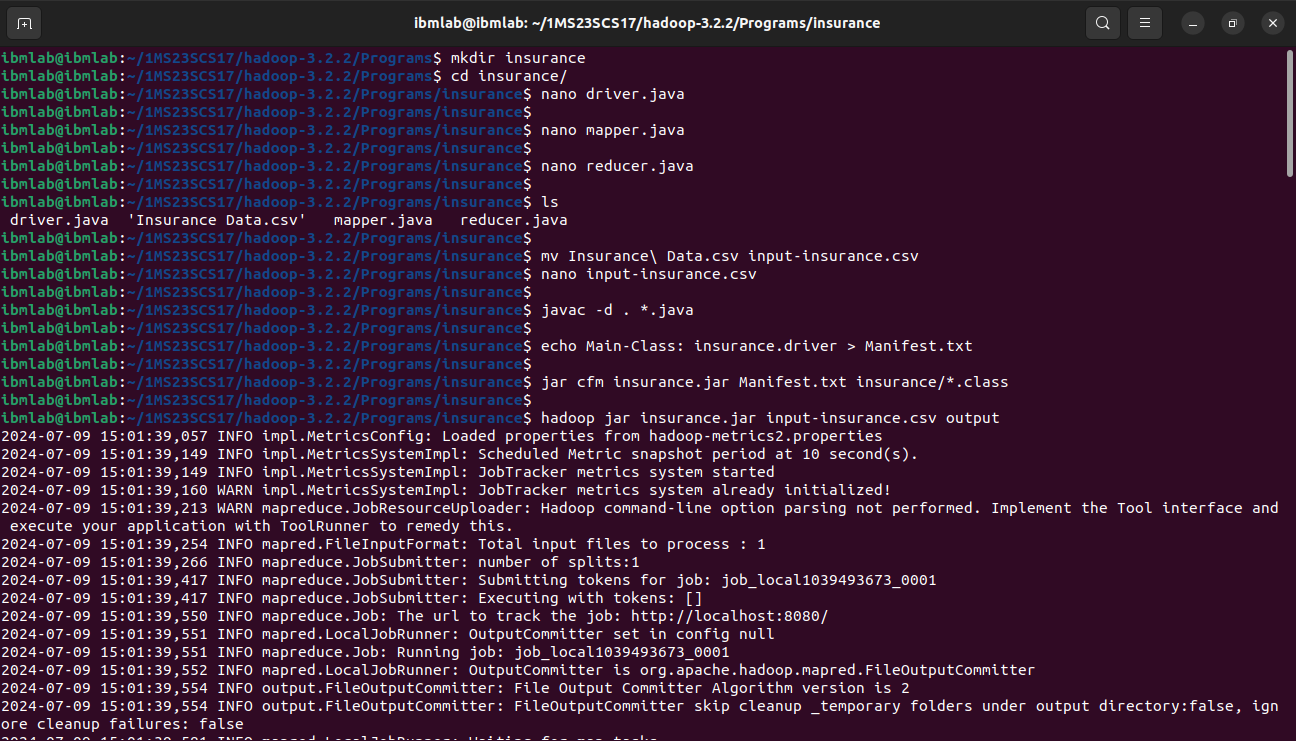 ibmlab@ibmlab: ~/1MS23SCS17/hadoop-3.2.2/Programs/insurance
ibmlab@ibmlab:~/1MS23SCS17/hadoop-3.2.2/Programs$ mkdir insurance
ibmlab@ibmlab:~/1MS23SCS17/hadoop-3.2.2/Programs$ cd insurance/
ibmlab@ibmlab:~/1MS23SCS17/hadoop-3.2.2/Programs/insurance$ nano driver.java
ibmlab@ibmlab:~/1MS23SCS17/hadoop-3.2.2/Programs/insurance$
ibmlab@ibmlab:~/1MS23SCS17/hadoop-3.2.2/Programs/insurance$ nano mapper.java
ibmlab@ibmlab:~/1MS23SCS17/hadoop-3.2.2/Programs/insurance$
ibmlab@ibmlab:~/1MS23SCS17/hadoop-3.2.2/Programs/insurance$ nano reducer.java
ibmlab@ibmlab:~/1MS23SCS17/hadoop-3.2.2/Programs/insurance$
ibmlab@ibmlab:~/1MS23SCS17/hadoop-3.2.2/Programs/insurance$ ls
 driver.java  'Insurance Data.csv'   mapper.java   reducer.java
ibmlab@ibmlab:~/1MS23SCS17/hadoop-3.2.2/Programs/insurance$
ibmlab@ibmlab:~/1MS23SCS17/hadoop-3.2.2/Programs/insurance$ mv Insurance\ Data.csv input-insurance.csv
ibmlab@ibmlab:~/1MS23SCS17/hadoop-3.2.2/Programs/insurance$ nano input-insurance.csv
ibmlab@ibmlab:~/1MS23SCS17/hadoop-3.2.2/Programs/insurance$
ibmlab@ibmlab:~/1MS23SCS17/hadoop-3.2.2/Programs/insurance$ javac -d . *.java
ibmlab@ibmlab:~/1MS23SCS17/hadoop-3.2.2/Programs/insurance$
ibmlab@ibmlab:~/1MS23SCS17/hadoop-3.2.2/Programs/insurance$ echo Main-Class: insurance.driver > Manifest.txt
ibmlab@ibmlab:~/1MS23SCS17/hadoop-3.2.2/Programs/insurance$
ibmlab@ibmlab:~/1MS23SCS17/hadoop-3.2.2/Programs/insurance$ jar cfm insurance.jar Manifest.txt insurance/*.class
ibmlab@ibmlab:~/1MS23SCS17/hadoop-3.2.2/Programs/insurance$
ibmlab@ibmlab:~/1MS23SCS17/hadoop-3.2.2/Programs/insurance$ hadoop jar insurance.jar input-insurance.csv output
2024-07-09 15:01:39,057 INFO impl.MetricsConfig: Loaded properties from hadoop-metrics2.properties
2024-07-09 15:01:39,149 INFO impl.MetricsSystemImpl: Scheduled Metric snapshot period at 10 second(s).
2024-07-09 15:01:39,149 INFO impl.MetricsSystemImpl: JobTracker metrics system started
2024-07-09 15:01:39,160 WARN impl.MetricsSystemImpl: JobTracker metrics system already initialized!
2024-07-09 15:01:39,213 WARN mapreduce.JobResourceUploader: Hadoop command-line option parsing not performed. Implement the Tool interface and
 execute your application with ToolRunner to remedy this.
2024-07-09 15:01:39,254 INFO mapred.FileInputFormat: Total input files to process : 1
2024-07-09 15:01:39,266 INFO mapreduce.JobSubmitter: number of splits:1
2024-07-09 15:01:39,417 INFO mapreduce.JobSubmitter: Submitting tokens for job: job_local1039493673_0001
2024-07-09 15:01:39,417 INFO mapreduce.JobSubmitter: Executing with tokens: []
2024-07-09 15:01:39,550 INFO mapreduce.Job: The url to track the job: http://localhost:8080/
2024-07-09 15:01:39,551 INFO mapred.LocalJobRunner: OutputCommitter set in config null
2024-07-09 15:01:39,551 INFO mapreduce.Job: Running job: job_local1039493673_0001
2024-07-09 15:01:39,552 INFO mapred.LocalJobRunner: OutputCommitter is org.apache.hadoop.mapred.FileOutputCommitter
2024-07-09 15:01:39,554 INFO output.FileOutputCommitter: File Output Committer Algorithm version is 2
2024-07-09 15:01:39,554 INFO output.FileOutputCommitter: FileOutputCommitter skip cleanup _temporary folders under output directory:false, ign
ore cleanup failures: false